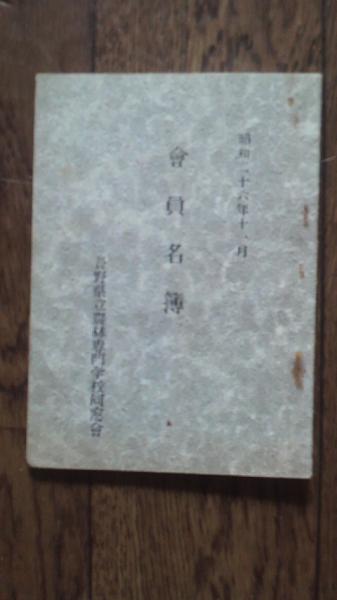 昭和二十六年十一月
會員名簿
長野県立農林専門学校同窓会